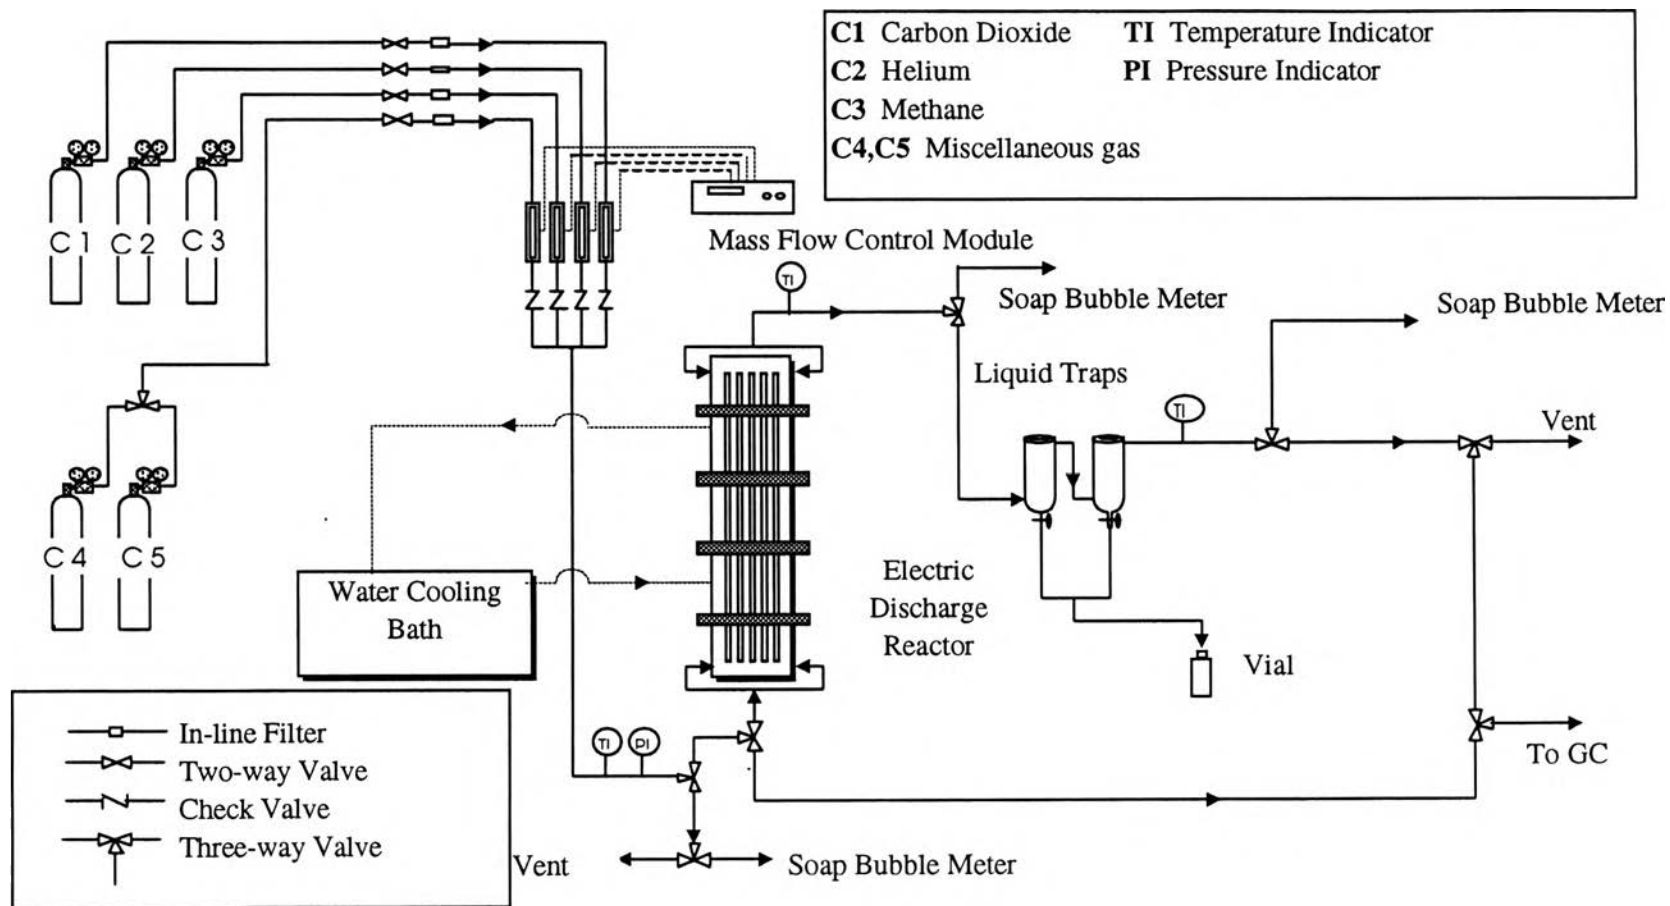 C1 Carbon Dioxide TI Temperature Indicator
C2 Helium PI Pressure Indicator
C3 Methane
C4,C5 Miscellaneous gas
C 1 C 2 C 3
Mass Flow Control Module
TI
Soap Bubble Meter
Soap Bubble Meter
Liquid Traps
TI
Vent
C 4 C 5
Water Cooling
Bath
Electric
Discharge
Reactor
Vial
TI PI
To GC
In-line Filter
Two-way Valve
Check Valve
Three-way Valve
Vent
Soap Bubble Meter